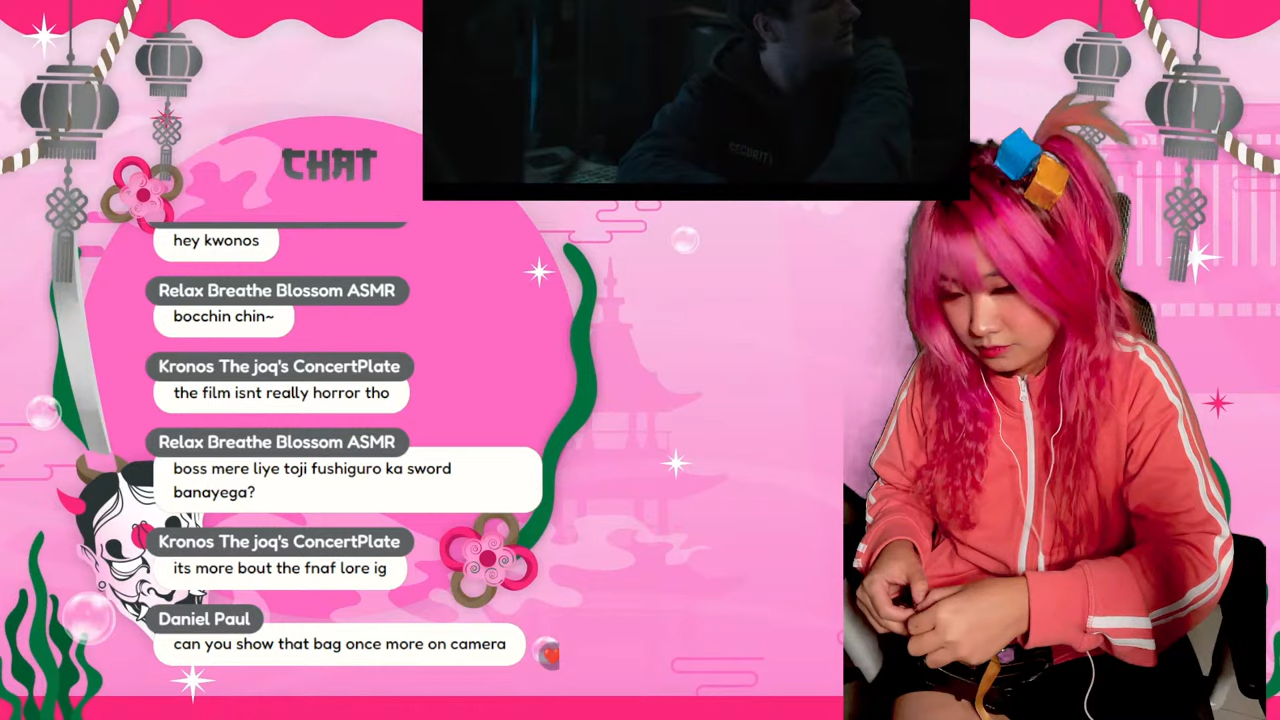 CHAT
hey kwonos
Relax Breathe Blossom ASMR
bocchin chin~
Kronos The joq's ConcertPlate
the film isnt really horror tho
Relax Breathe Blossom ASMR
boss mere liye toji fushiguro ka sword
banayega?
Kronos The joq's ConcertPlate
its more bout the fnaf lore ig
Daniel Paul
can you show that bag once more on camera
SECURITY